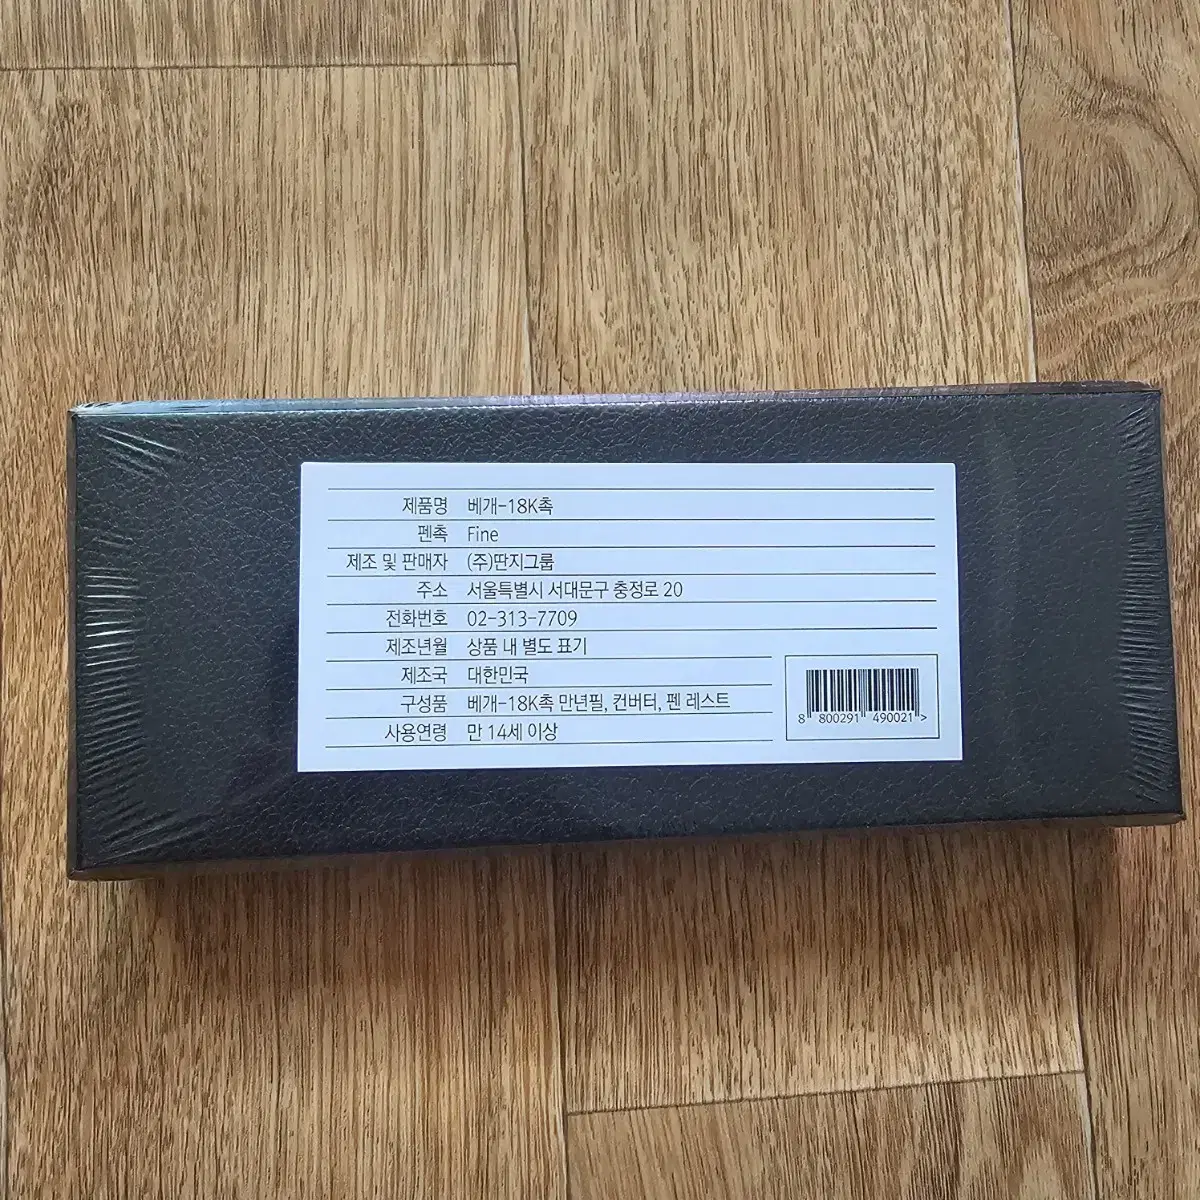 제품명 베개-18K촉
펜촉 Fine
제조 및 판매자 (주)딴지그룹
주소 서울특별시 서대문구 충정로 20
전화번호 02-313-7709
제조년월 상품 내 별도 표기
제조국 대한민국
구성품 베개-18K촉 만년필, 컨버터, 펜 레스트
사용연령 만 14세 이상
8 800291 490021 >